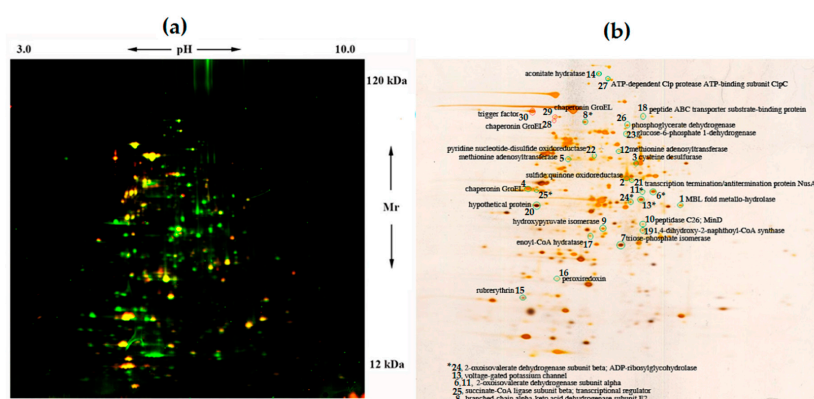 (a)
(b)
3.0
pH
10.0
120 kDa
Mr
12 kDa
aconitate hydratase 14
27 ATP-dependent Clp protease ATP-binding subunit ClpC
29 chaperonin GroEL
trigger factor 30
8*
18 peptide ABC transporter substrate-binding protein
chaperonin GroEL 28
26 phosphoglycerate dehydrogenase
23 glucose-6-phosphate 1-dehydrogenase
pyridine nucleotide-disulfide oxidoreductase 22
12 methionine adenosyltransferase
methionine adenosyltransferase 5
3 cysteine desulfurase
sulfide:quinone oxidoreductase
4
2
21 transcription termination/antitermination protein NusA
chaperonin GroEL
25*
11*
6*
24*
13*
1 MBL fold metallo-hydrolase
hypothetical protein
20
hydroxypyruvate isomerase 9
10 peptidase C26; MinD
19 1,4-dihydroxy-2-naphthoyl-CoA synthase
enoyl-CoA hydratase 17
7 triose-phosphate isomerase
16 peroxiredoxin
rubrerythrin 15
*24, 2-oxoisovalerate dehydrogenase subunit beta; ADP-ribosylglycohydrolase
13, voltage-gated potassium channel
6,11, 2-oxoisovalerate dehydrogenase subunit alpha
25, succinate-CoA ligase subunit beta; transcriptional regulator
8, branched-chain alpha-keto acid dehydrogenase subunit E2